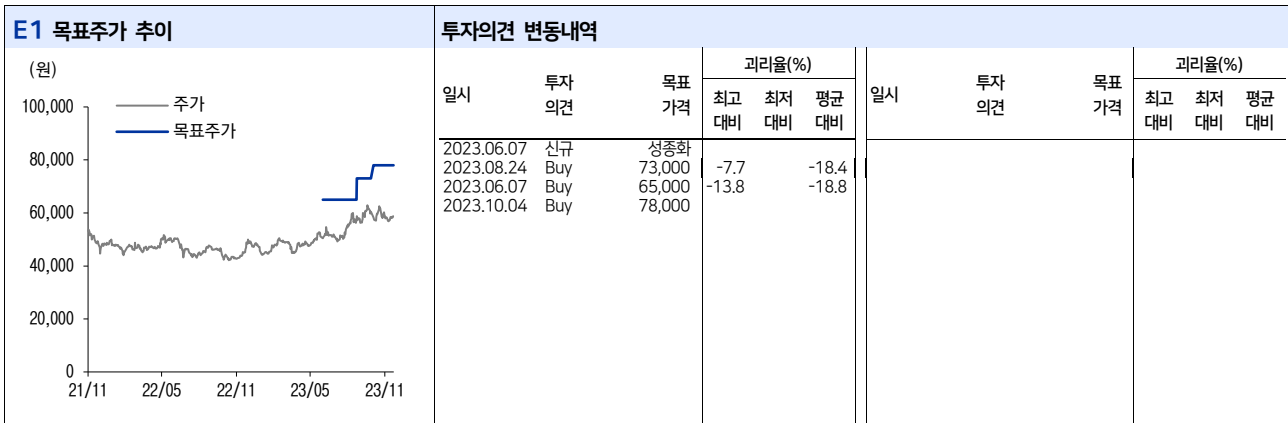 E1 목표주가 추이
(원)
100,000
80,000
60,000
40,000
20,000
0
주가
목표주가
21/11 22/05 22/11 23/05 23/11
투자의견 변동내역
일시 투자의견 목표가격 괴리율(%)
최고대비 최저대비 평균대비
2023.06.07 신규 성종화
2023.08.24 Buy 73,000 -7.7 -18.4
2023.06.07 Buy 65,000 -13.8 -18.8
2023.10.04 Buy 78,000
일시 투자의견 목표가격 괴리율(%)
최고대비 최저대비 평균대비